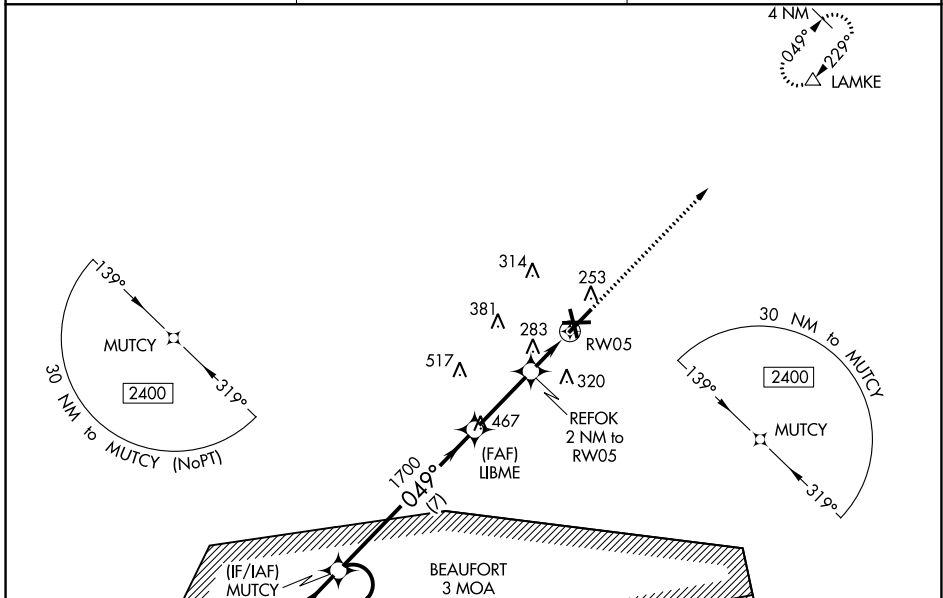 4 NM
049°
229°
LAMKE
139°
MUTCY
319°
2400
30 NM to MUTCY (NoPT)
314
253
381
283
RW05
517
320
467
REFOK
2 NM to
RW05
(FAF)
LIBME
1700
049°
(7)
30 NM to MUTCY
2400
139°
MUTCY
319°
(IF/IAF)
MUTCY
BEAUFORT
3 MOA